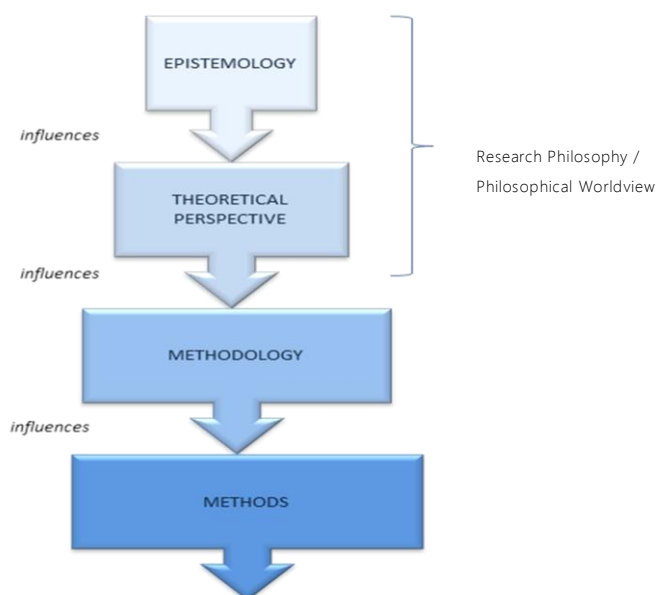 EPISTEMOLOGY
influences
THEORETICAL
PERSPECTIVE
Research Philosophy /
Philosophical Worldview
influences
METHODOLOGY
influences
METHODS